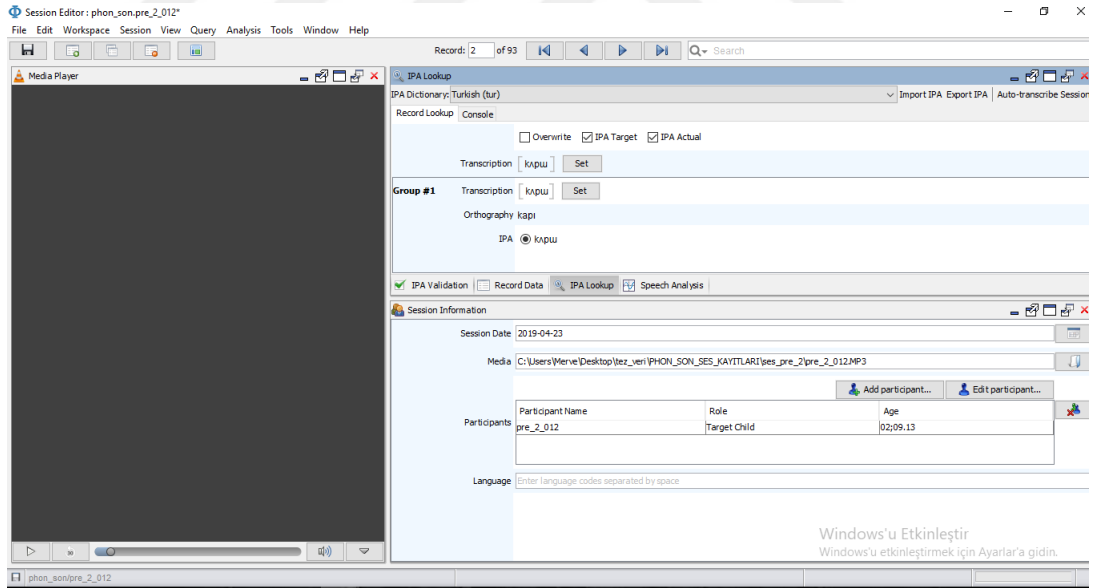 Session Editor : phon_son.pre_2_012*
File Edit Workspace Session View Query Analysis Tools Window Help
Record: 2 of 93 Search
Media Player
IPA Lookup
IPA Dictionary: Turkish (tur) Import IPA Export IPA Auto-transcribe Session
Record Lookup Console
Overwrite IPA Target IPA Actual
Transcription [ kʌpɯ ] Set
Group #1 Transcription [ kʌpɯ ] Set
Orthography kapı
IPA kʌpɯ
IPA Validation Record Data IPA Lookup Speech Analysis
Session Information
Session Date 2019-04-23
Media C:\Users\Merve\Desktop\tez_veri\PHON_SON_SES_KAYITLARI\ses_pre_2\pre_2_012.MP3
Add participant... Edit participant...
Participants
Participant Name Role Age
pre_2_012 Target Child 02;09.13
Language Enter language codes separated by space
Windows'u Etkinleştir
Windows'u etkinleştirmek için Ayarlar'a gidin.
phon_son/pre_2_012